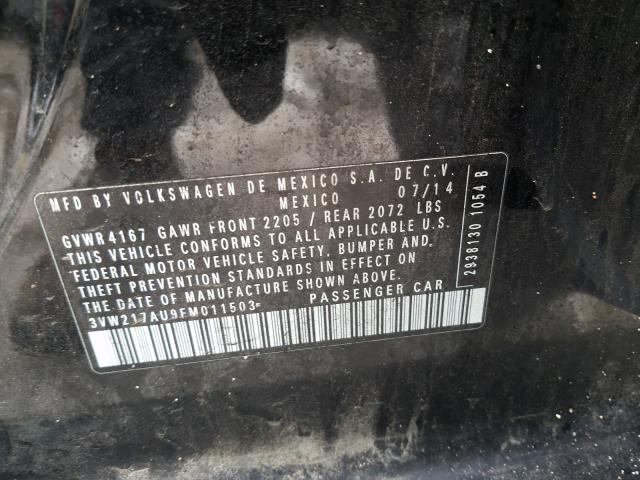 MFD BY VOLKSWAGEN DE MEXICO S.A. DE C.V.
MEXICO 07/14
GVWR 4167 GAWR FRONT 2205 / REAR 2072 LBS
THIS VEHICLE CONFORMS TO ALL APPLICABLE U.S.
FEDERAL MOTOR VEHICLE SAFETY, BUMPER AND,
THEFT PREVENTION STANDARDS IN EFFECT ON
THE DATE OF MANUFACTURE SHOWN ABOVE.
3VW217AU9FM011503 PASSENGER CAR
2938130 1054 B